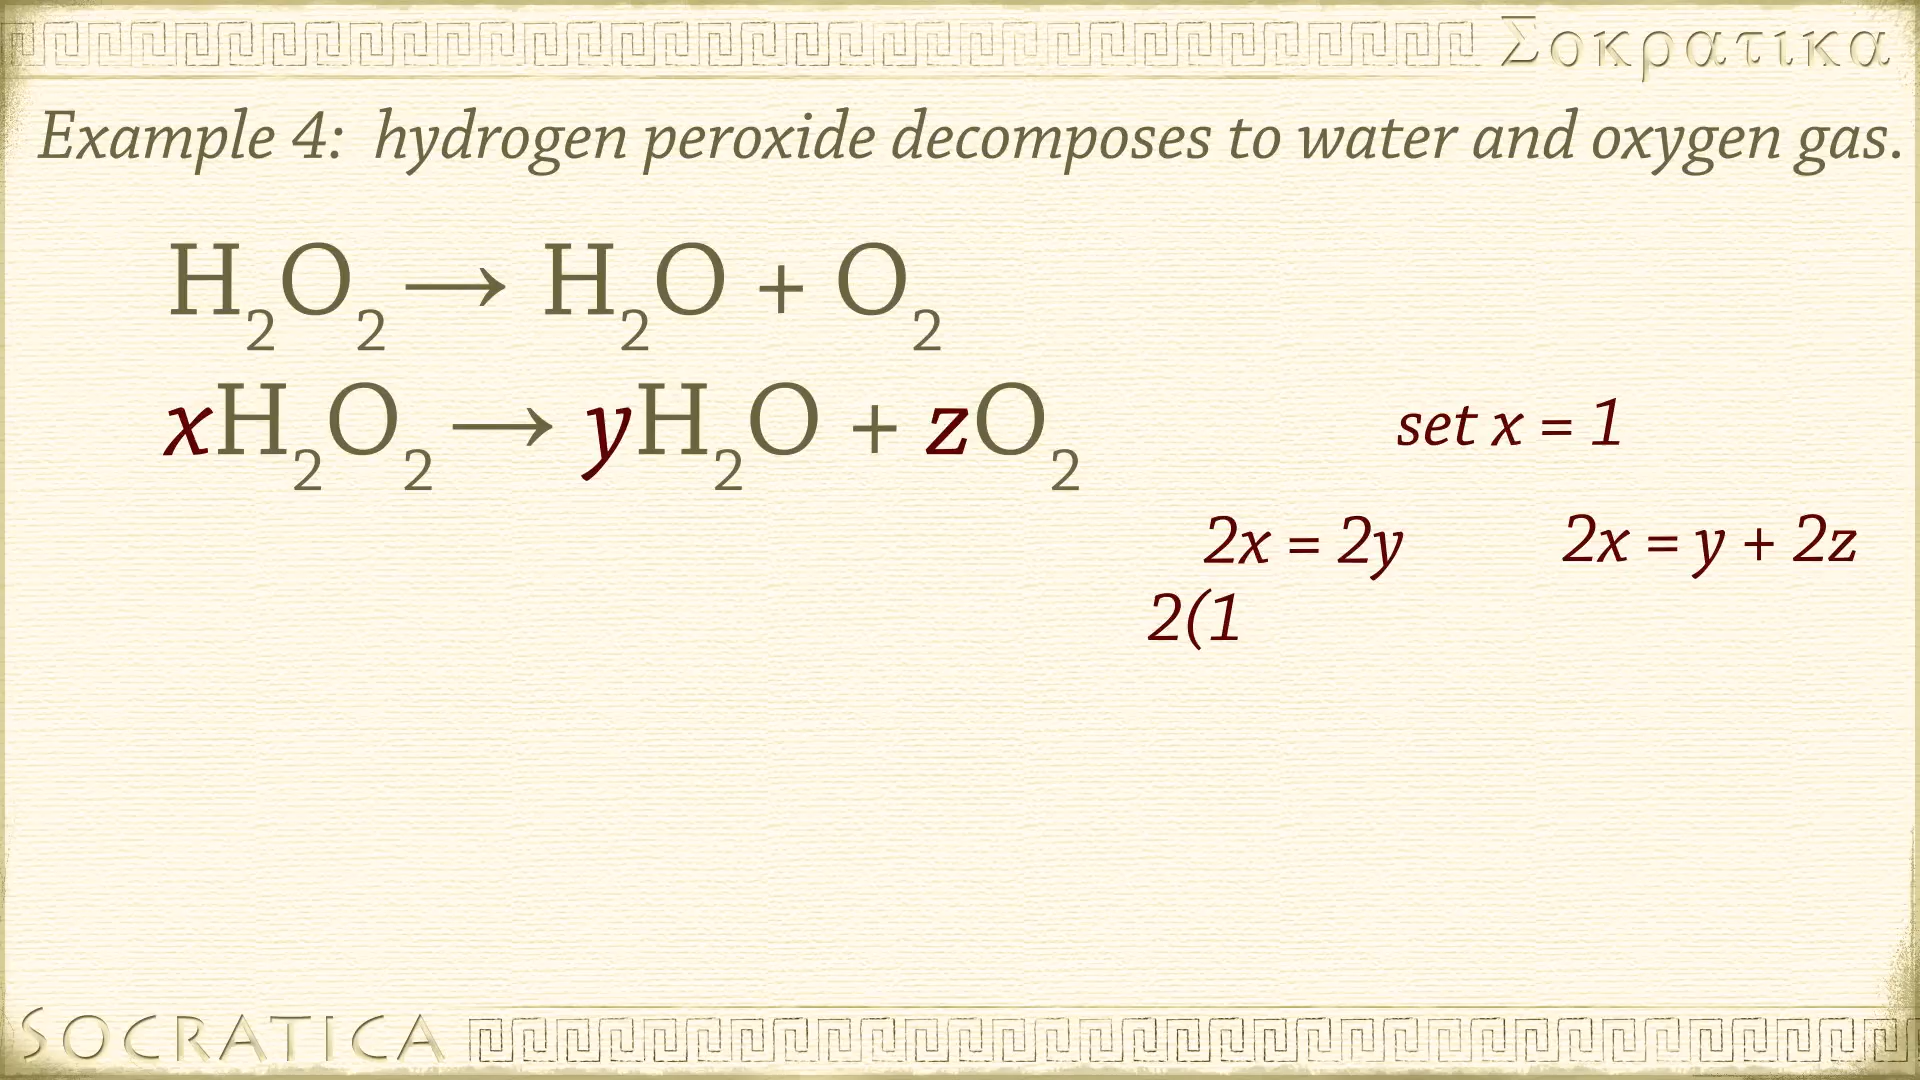 Σοκρατικα
Example 4: hydrogen peroxide decomposes to water and oxygen gas.
H₂O₂ → H₂O + O₂
xH₂O₂ → yH₂O + zO₂
set x = 1
2x = 2y
2x = y + 2z
2(1
SOCRATICA